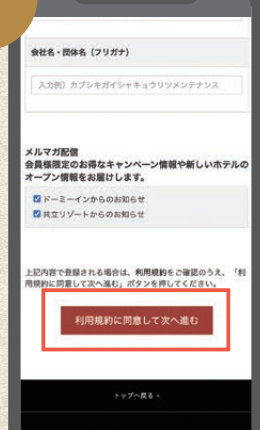 会社名・団体名（フリガナ）
入力例）カブシキガイシャキョウリツメンテナンス
メルマガ配信
会員様限定のお得なキャンペーン情報や新しいホテルの
オープン情報をお届けします。
ドーミーインからのお知らせ
共立リゾートからのお知らせ
上記内容で登録される場合は、利用規約をご確認のうえ、「利
用規約に同意して次へ進む」ボタンを押してください。
利用規約に同意して次へ進む
トップへ戻る